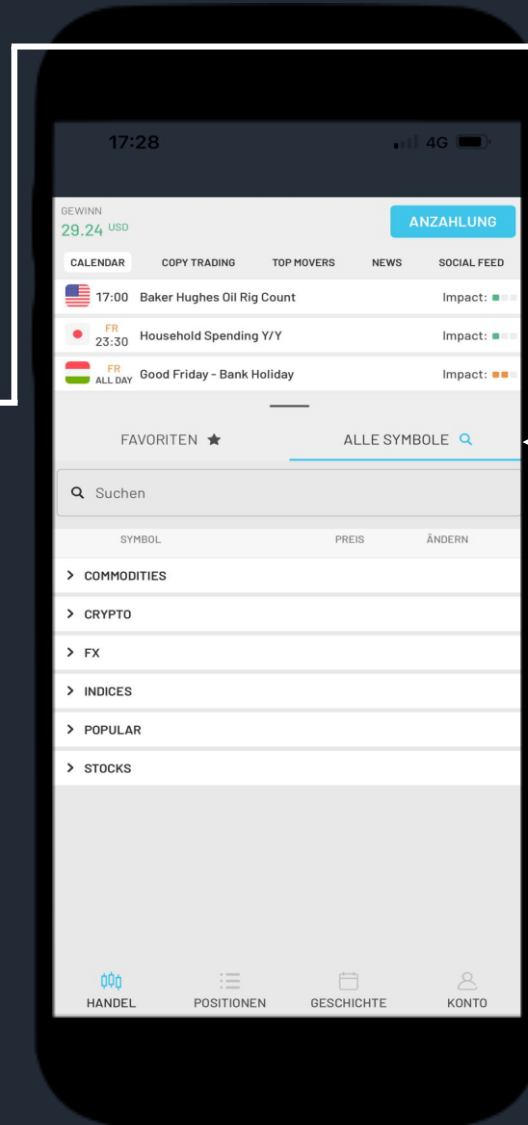 17:28 4G
GEWINN
29.24 USD
ANZAHLUNG
CALENDAR COPY TRADING TOP MOVERS NEWS SOCIAL FEED
17:00 Baker Hughes Oil Rig Count Impact:
FR
23:30 Household Spending Y/Y Impact:
FR
ALL DAY Good Friday - Bank Holiday Impact:
FAVORITEN ALLE SYMBOLE
Suchen
SYMBOL PREIS ÄNDERN
COMMODITIES
CRYPTO
FX
INDICES
POPULAR
STOCKS
HANDEL POSITIONEN GESCHICHTE KONTO